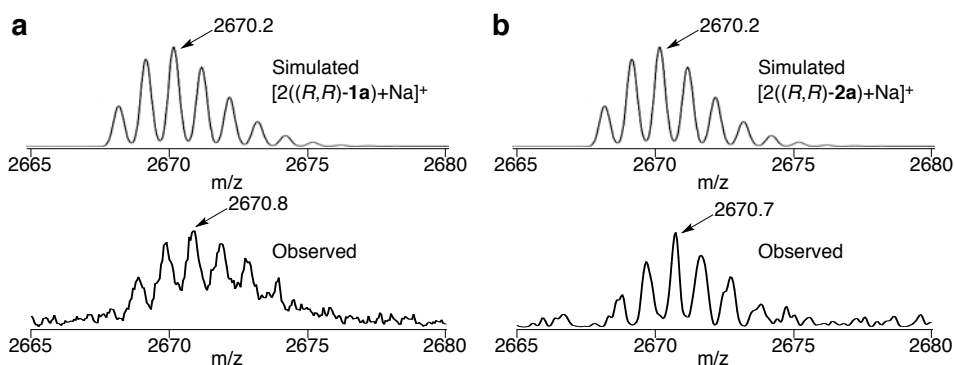 a
2670.2
Simulated
[2((R,R)-1a)+Na]+
2665 2670 2675 2680
m/z
2670.8
Observed
2665 2670 2675 2680
m/z
b
2670.2
Simulated
[2((R,R)-2a)+Na]+
2665 2670 2675 2680
m/z
2670.7
Observed
2665 2670 2675 2680
m/z